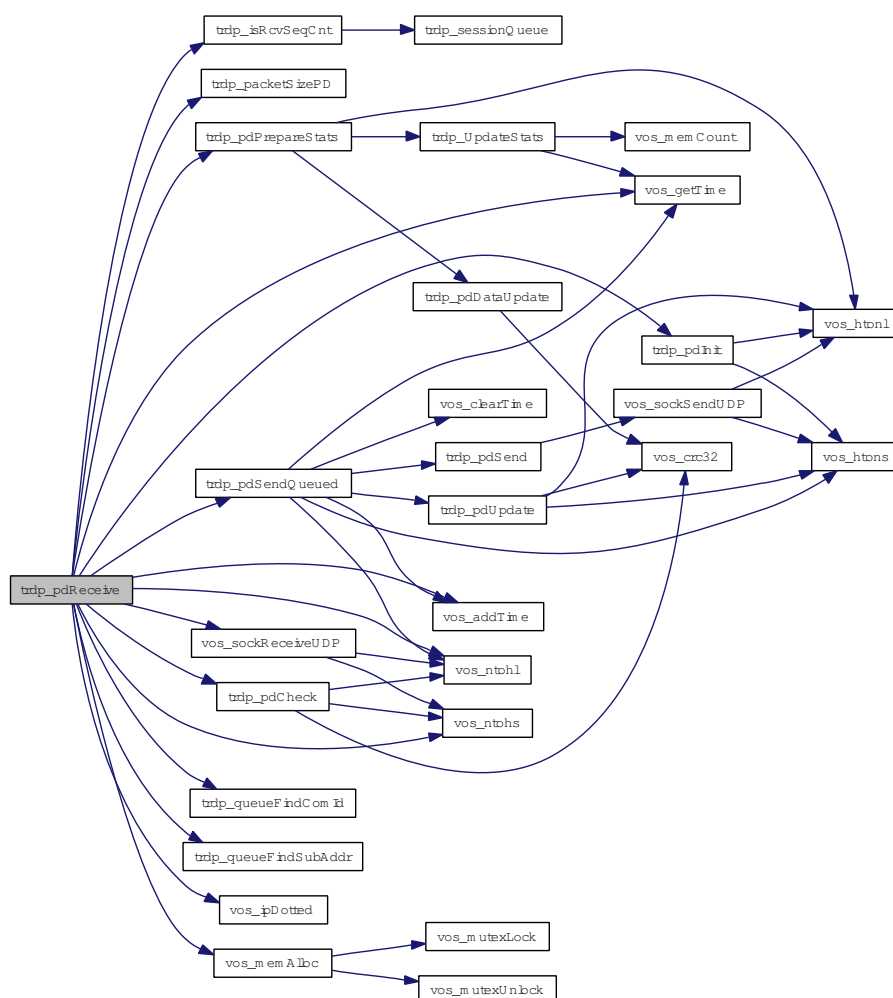 trdp_isRcvSeqCnt
trdp_sessionQueue
trdp_packetSizePD
trdp_pdPrepareStats
trdp_UpdateStats
vos_memCount
vos_getTime
trdp_pdDataUpdate
vos_htonl
trdp_pdInit
vos_clearTime
vos_sockSendUDP
trdp_pdSend
vos_crc32
vos_htons
trdp_pdSendQueued
trdp_pdUpdate
trdp_pdReceive
vos_addTime
vos_sockReceiveUDP
vos_ntohl
trdp_pdCheck
vos_ntohs
trdp_queueFindComId
trdp_queueFindSubAddr
vos_ipDotted
vos_mutexLock
vos_memAlloc
vos_mutexUnlock